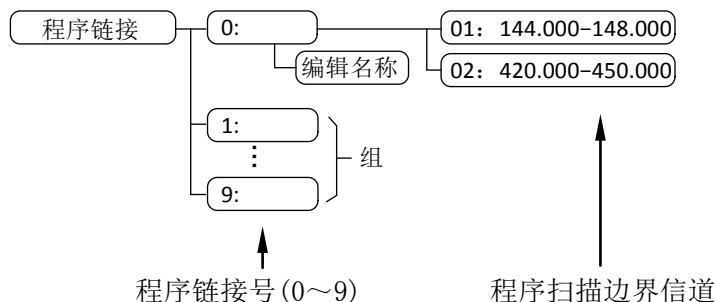 程序链接
0:
01: 144.000-148.000
编辑名称
02: 420.000-450.000
1:
⋮
组
9:
程序链接号(0～9)
程序扫描边界信道